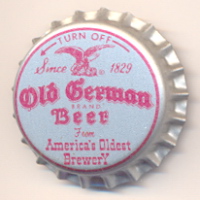 TURN OFF
Since 1829
Old German
BRAND
Beer
From
America's Oldest
BrewerY